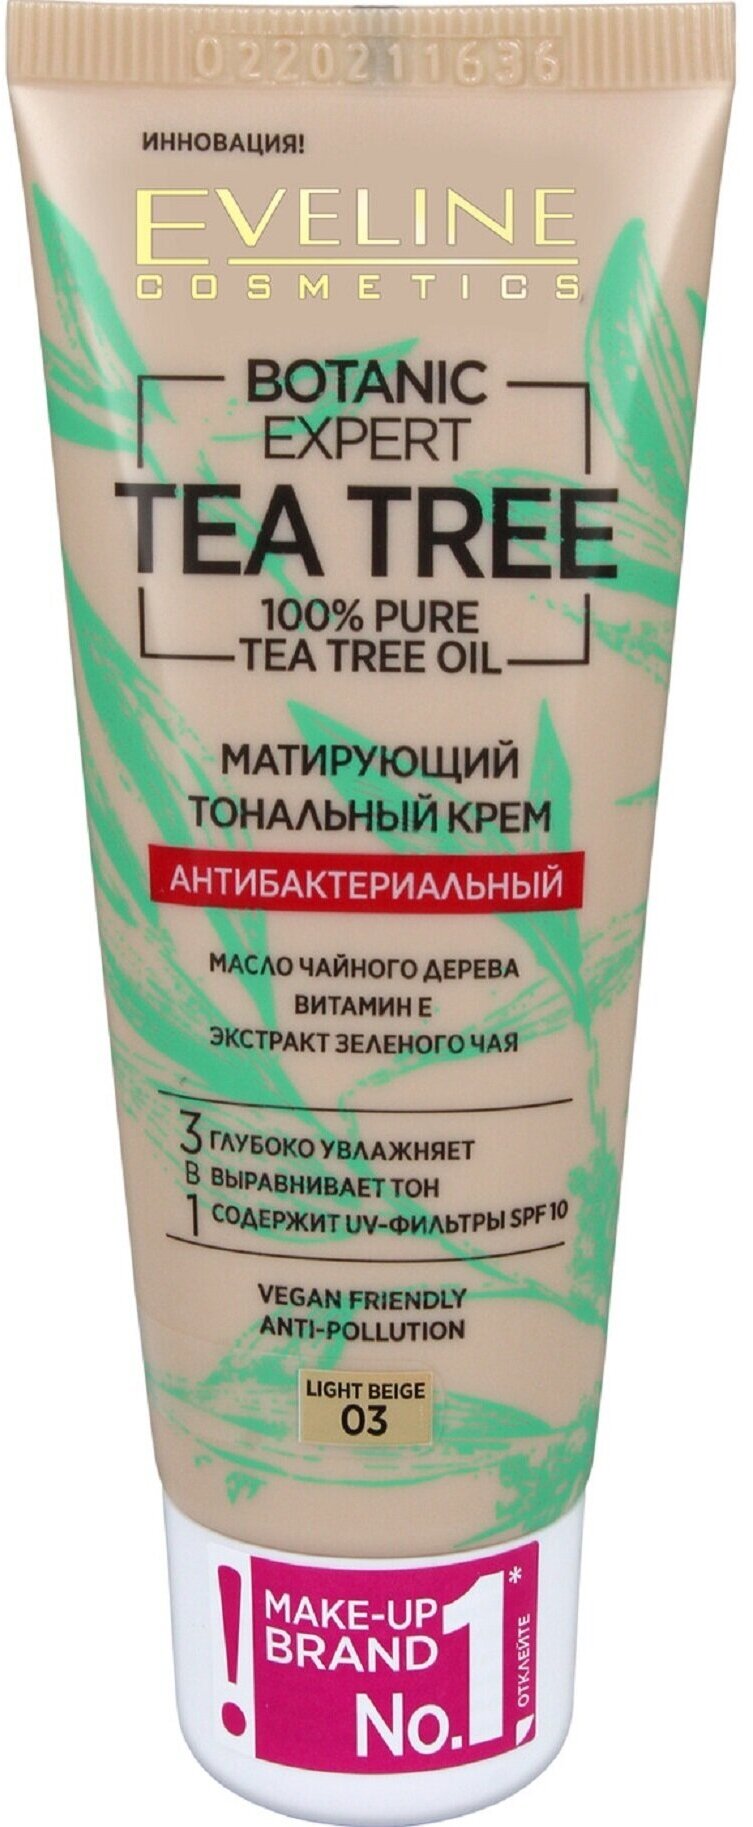 0220211636
ИННОВАЦИЯ!
EVELINE
COSMETICS
BOTANIC
EXPERT
TEA TREE
100% PURE
TEA TREE OIL
МАТИРУЮЩИЙ
ТОНАЛЬНЫЙ КРЕМ
АНТИБАКТЕРИАЛЬНЫЙ
МАСЛО ЧАЙНОГО ДЕРЕВА
ВИТАМИН Е
ЭКСТРАКТ ЗЕЛЕНОГО ЧАЯ
3 ГЛУБОКО УВЛАЖНЯЕТ
В ВЫРАВНИВАЕТ ТОН
1 СОДЕРЖИТ UV-ФИЛЬТРЫ SPF 10
VEGAN FRIENDLY
ANTI-POLLUTION
LIGHT BEIGE
03
! MAKE-UP
BRAND
No.1*
ОТКЛЕЙТЕ